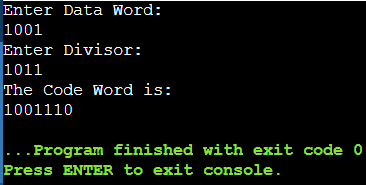 Enter Data Word:
1001
Enter Divisor:
1011
The Code Word is:
1001110
...Program finished with exit code 0
Press ENTER to exit console.